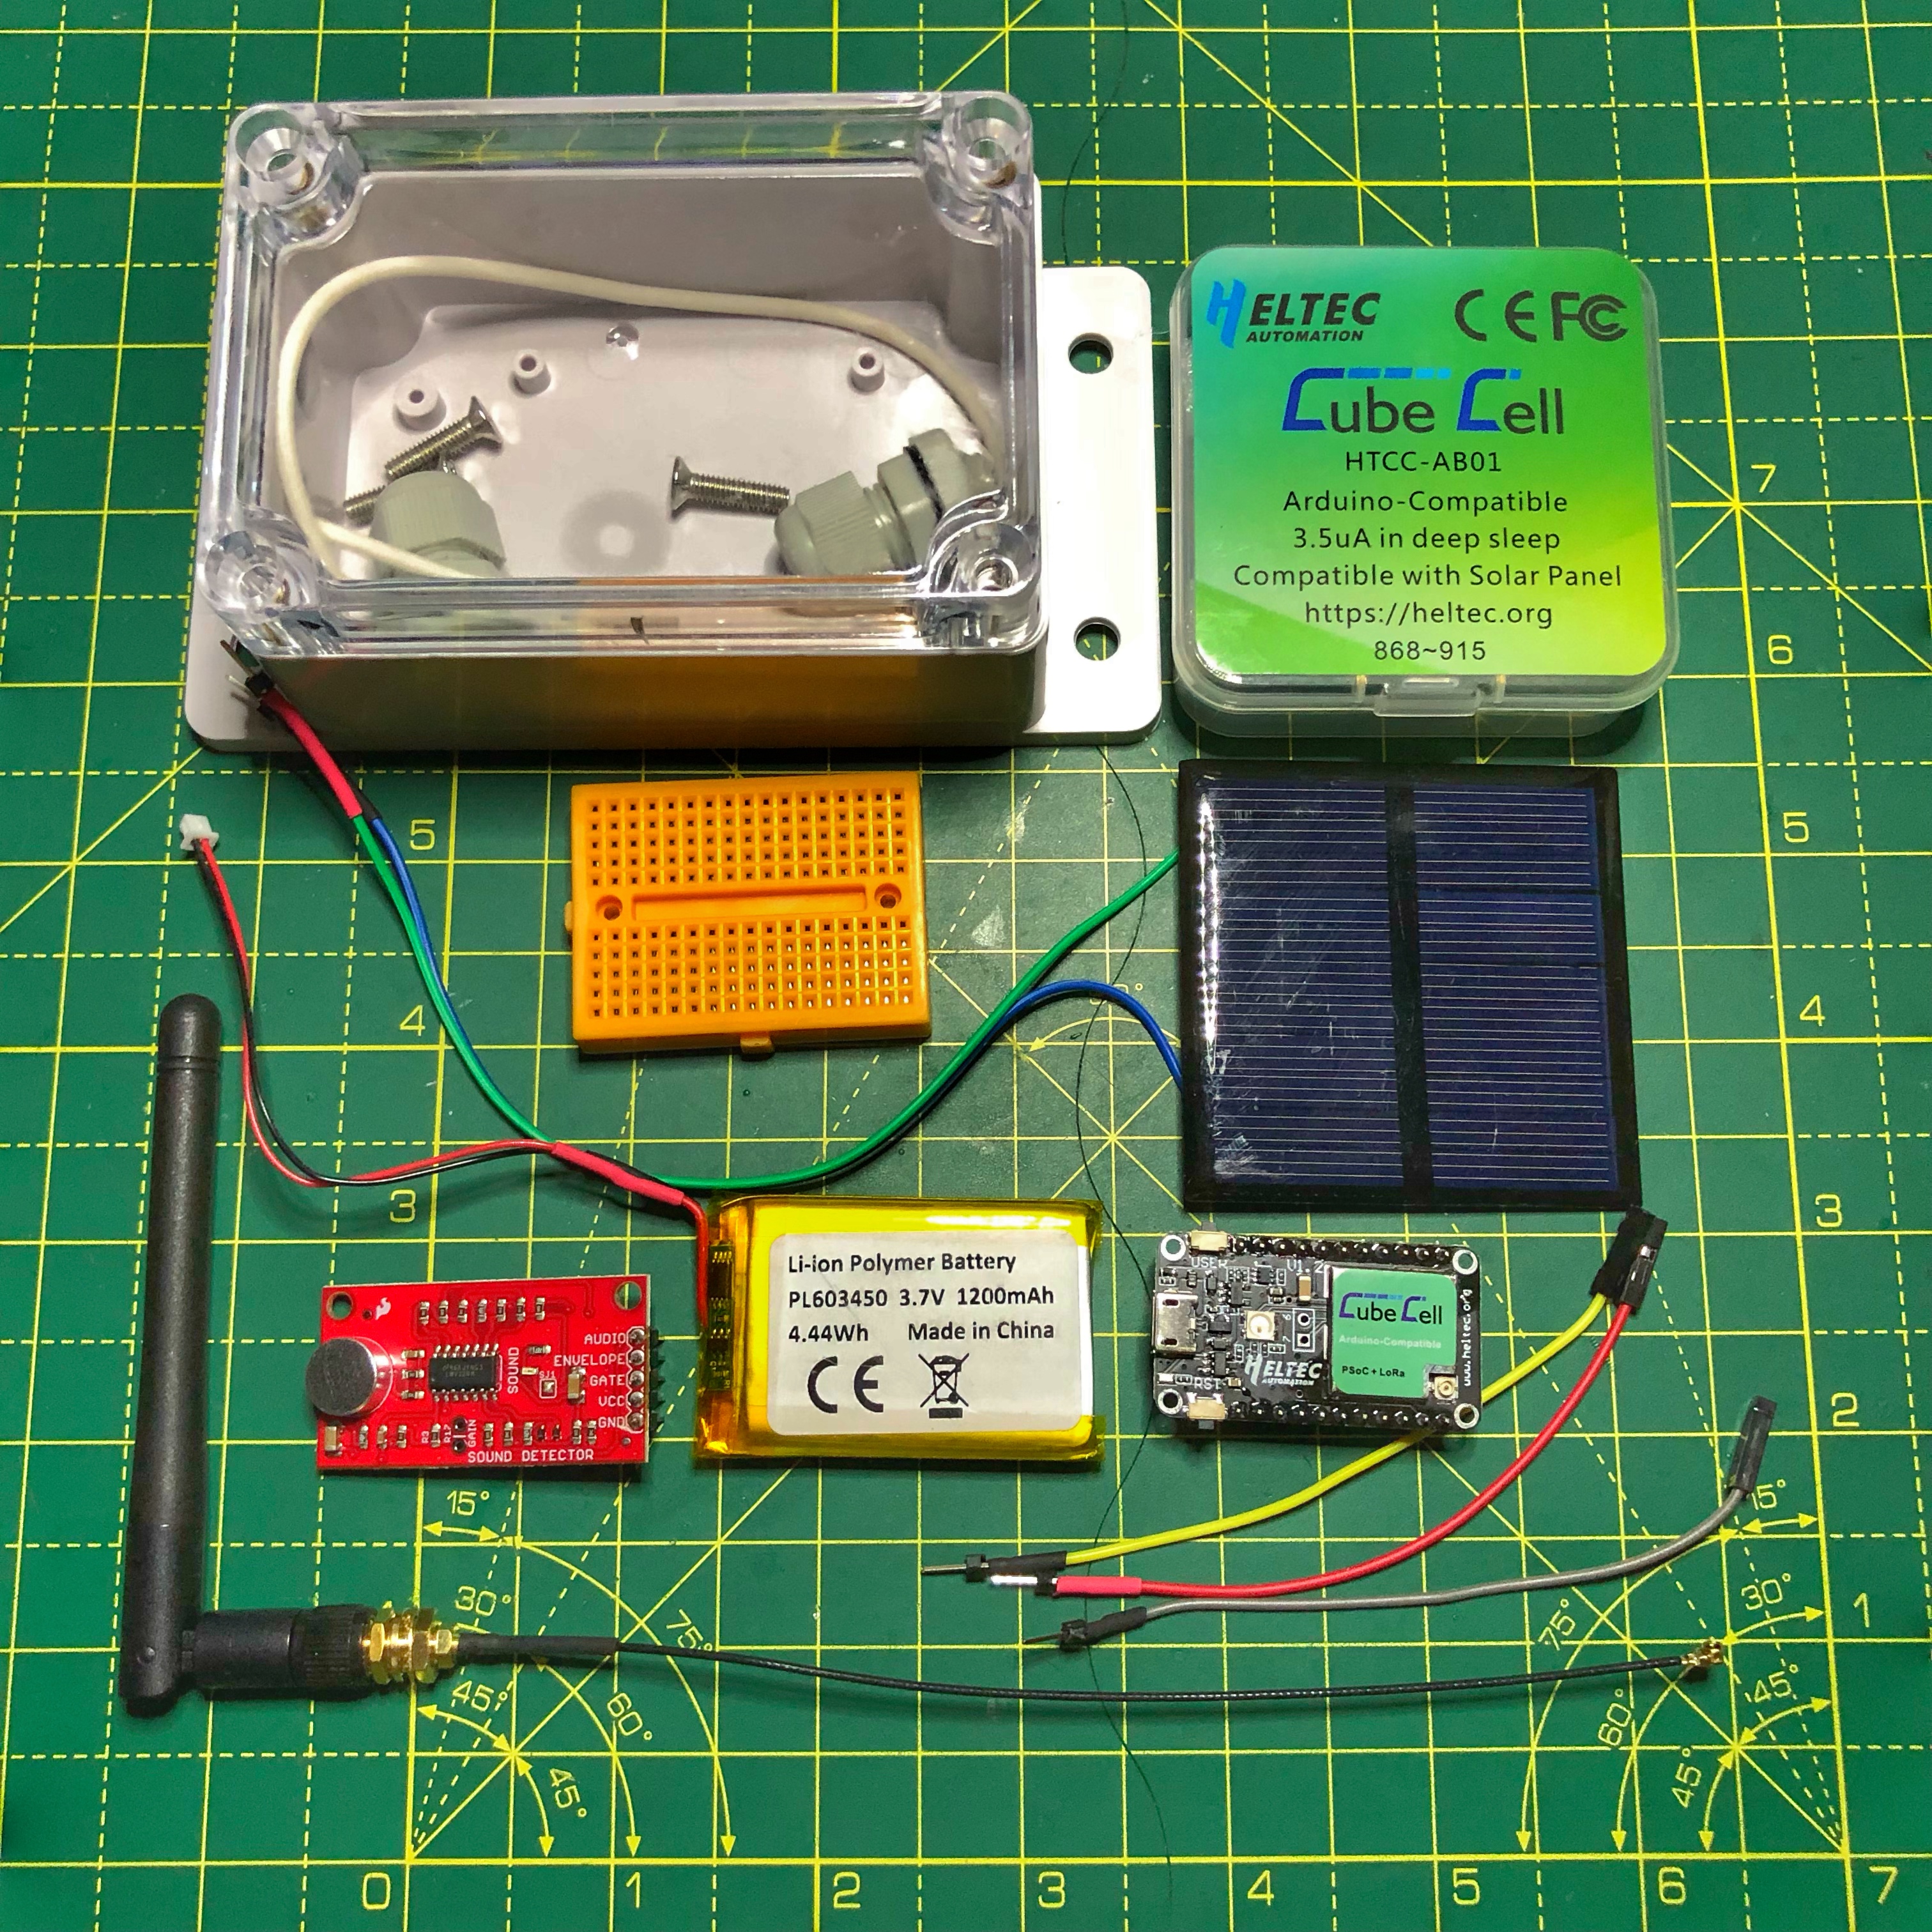 HELTEC
AUTOMATION
CE FC
Cube Cell
HTCC-AB01
Arduino-Compatible
3.5uA in deep sleep
Compatible with Solar Panel
https://heltec.org
868~915
7
6
5
5
4
4
3
3
2
1
Li-ion Polymer Battery
PL603450 3.7V 1200mAh
4.44Wh Made in China
CE
AUDIO
ENVELOPE
GATE
VCC
GND
SOUND
SJ1
GAIN
SOUND DETECTOR
USER
V1.2
Cube Cell
Arduino-Compatible
PSoC + LoRa
HELTEC
AUTOMATION
RST
www.heltec.org
15°
30°
45°
45°
60°
75°
15°
30°
45°
45°
60°
75°
0 1 2 3 4 5 6 7